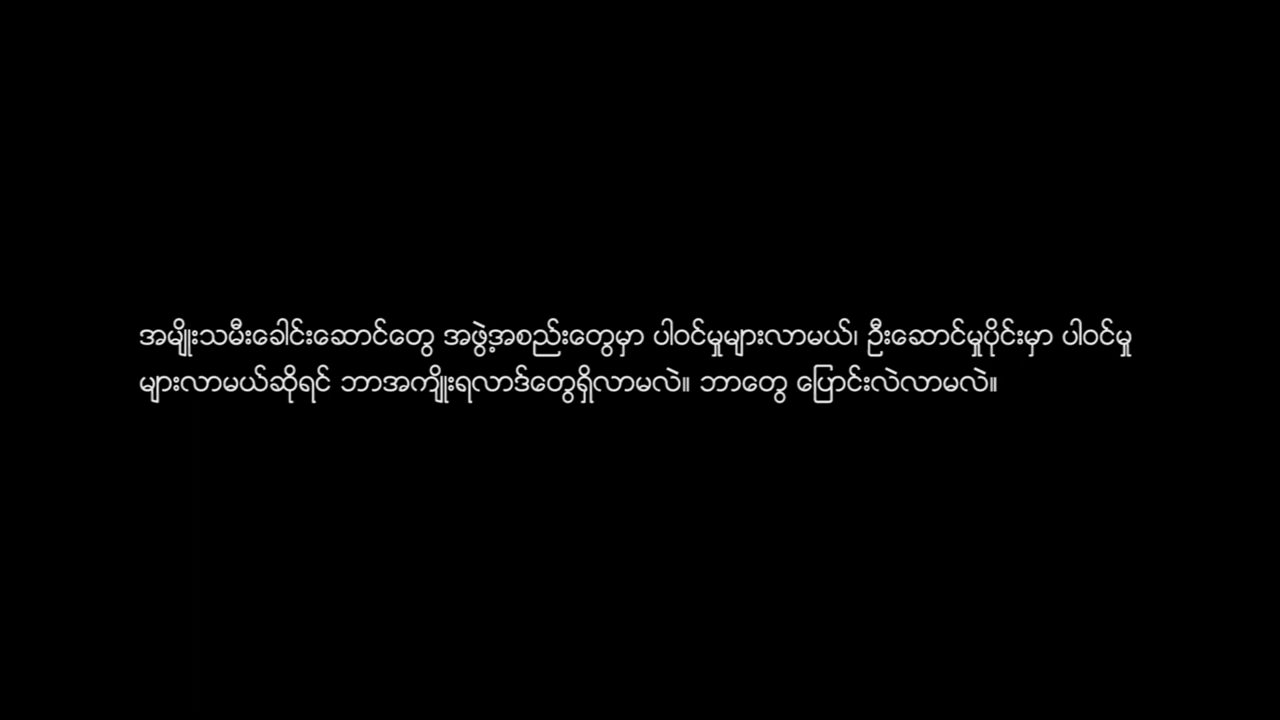 အမျိုးသမီးခေါင်းဆောင်တွေ အဖွဲ့အစည်းတွေမှာ ပါဝင်မှုများလာမယ်၊ ဦးဆောင်မှုပိုင်းမှာ ပါဝင်မှု
များလာမယ်ဆိုရင် ဘာအကျိုးရလာဒ်တွေရှိလာမလဲ။ ဘာတွေ ပြောင်းလဲလာမလဲ။